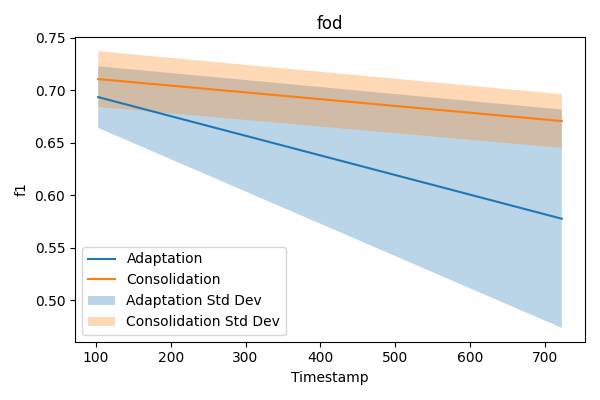 fod
0.75
0.70
0.65
0.60
0.55
0.50
f1
Adaptation
Consolidation
Adaptation Std Dev
Consolidation Std Dev
100 200 300 400 500 600 700
Timestamp